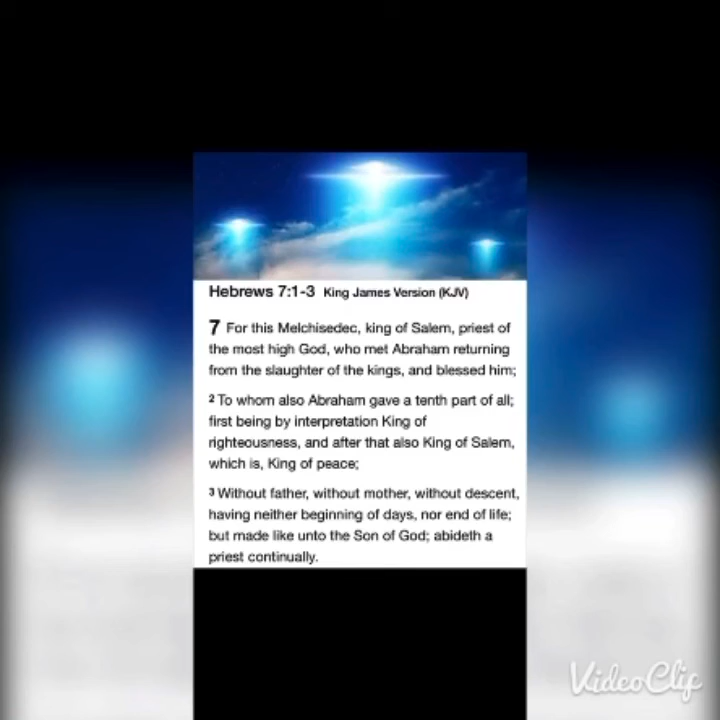 Hebrews 7:1-3 King James Version (KJV)
7 For this Melchisedec, king of Salem, priest of
the most high God, who met Abraham returning
from the slaughter of the kings, and blessed him;
2 To whom also Abraham gave a tenth part of all;
first being by interpretation King of
righteousness, and after that also King of Salem,
which is, King of peace;
3 Without father, without mother, without descent,
having neither beginning of days, nor end of life;
but made like unto the Son of God; abideth a
priest continually.
VideoClip